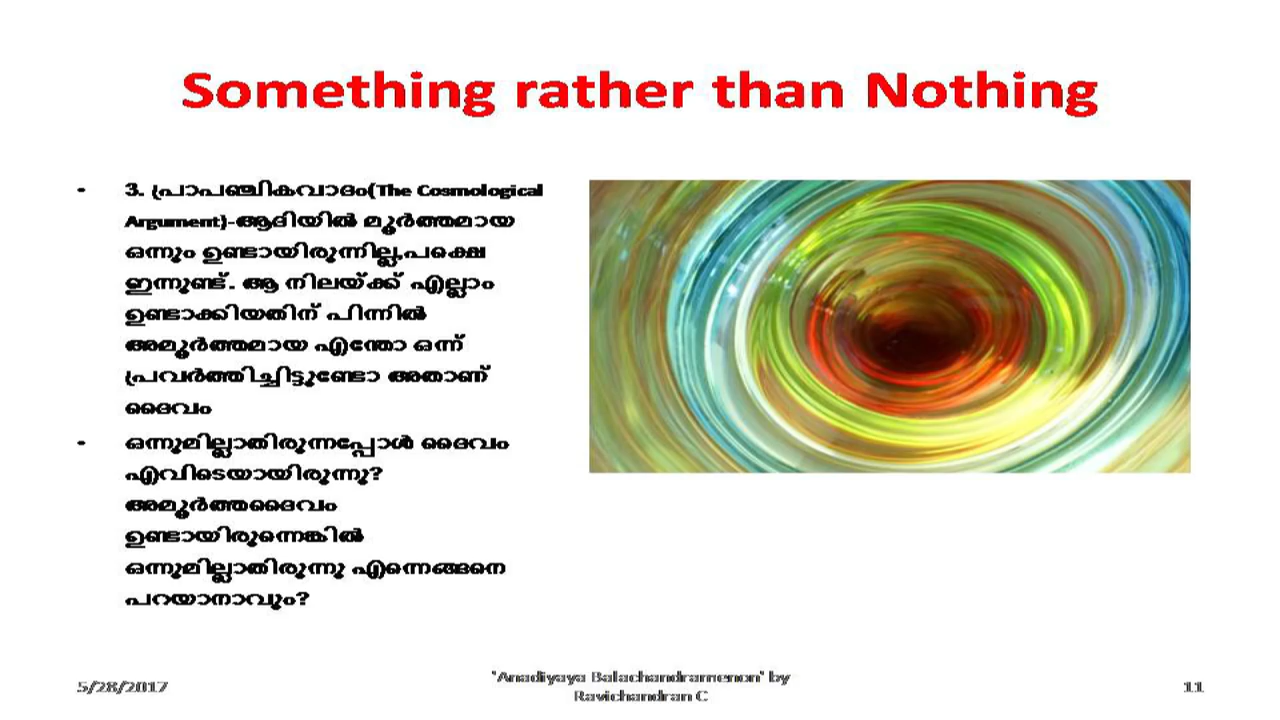 Something rather than Nothing
• 3. പ്രാപഞ്ചികവാദം(The Cosmological
Argument)-ആദിയിൽ മൂർത്തമായ
ഒന്നും ഉണ്ടായിരുന്നില്ല,പക്ഷെ
ഇന്നുണ്ട്. ആ നിലയ്ക്ക് എല്ലാം
ഉണ്ടാക്കിയതിന് പിന്നിൽ
അമൂർത്തമായ എന്തോ ഒന്ന്
പ്രവർത്തിച്ചിട്ടുണ്ടോ അതാണ്
ദൈവം
• ഒന്നുമില്ലാതിരുന്നപ്പോൾ ദൈവം
എവിടെയായിരുന്നു?
അമൂർത്തദൈവം
ഉണ്ടായിരുന്നെങ്കിൽ
ഒന്നുമില്ലാതിരുന്നു എന്നെങ്ങനെ
പറയാനാവും?
5/28/2017
'Anadiyaya Balachandramenon' by
Ravichandran C
11